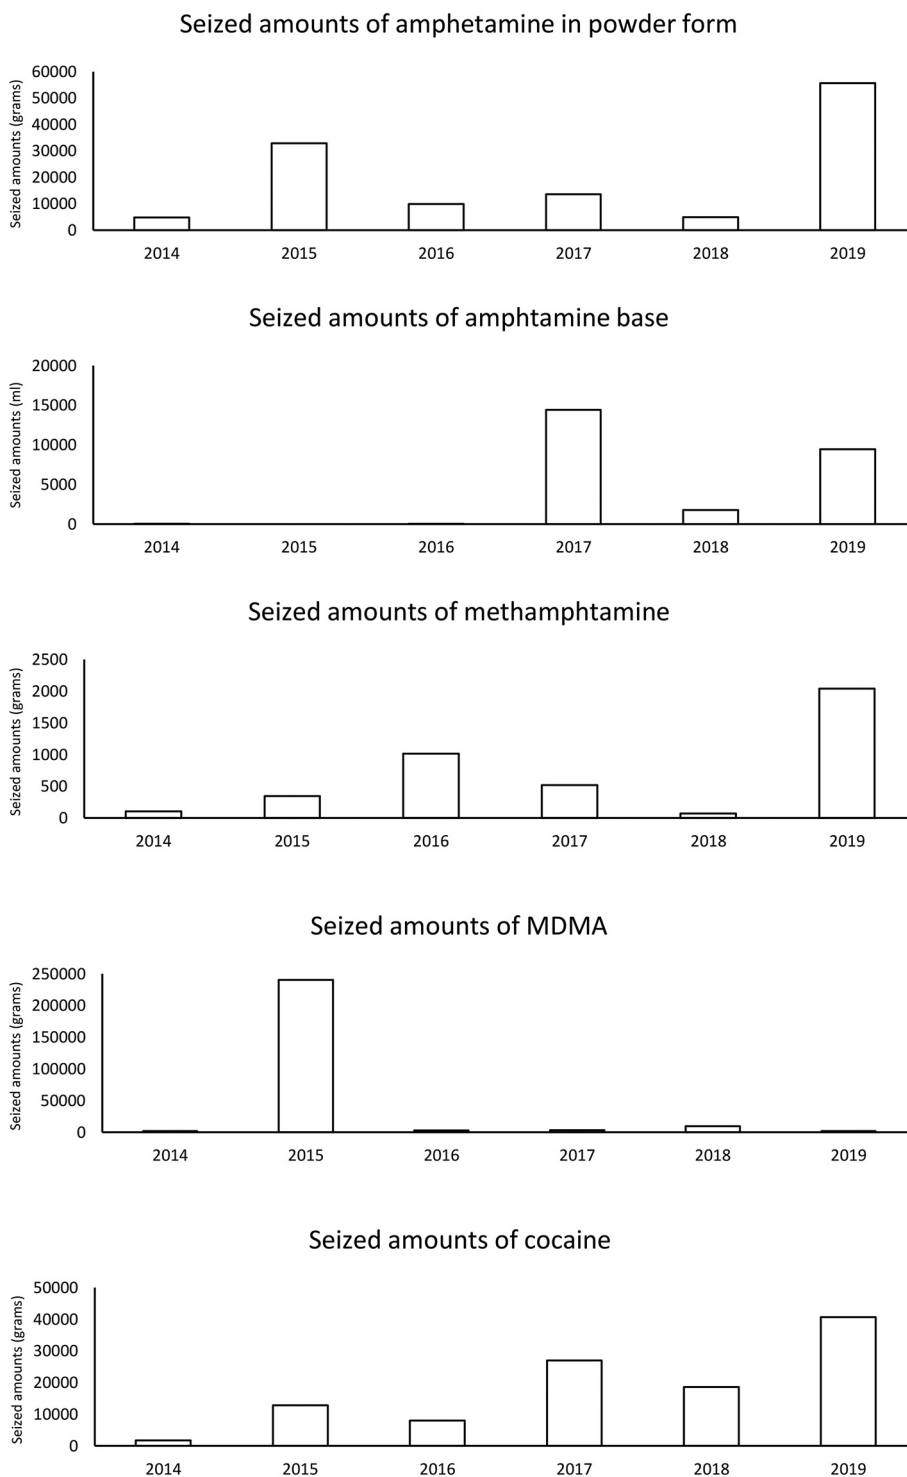 Seized amounts of amphetamine in powder form
Seized amounts (grams)
60000
50000
40000
30000
20000
10000
0
2014 2015 2016 2017 2018 2019
Seized amounts of amphtamine base
Seized amounts (ml)
20000
15000
10000
5000
0
2014 2015 2016 2017 2018 2019
Seized amounts of methamphtamine
Seized amounts (grams)
2500
2000
1500
1000
500
0
2014 2015 2016 2017 2018 2019
Seized amounts of MDMA
Seized amounts (grams)
250000
200000
150000
100000
50000
0
2014 2015 2016 2017 2018 2019
Seized amounts of cocaine
Seized amounts (grams)
50000
40000
30000
20000
10000
0
2014 2015 2016 2017 2018 2019